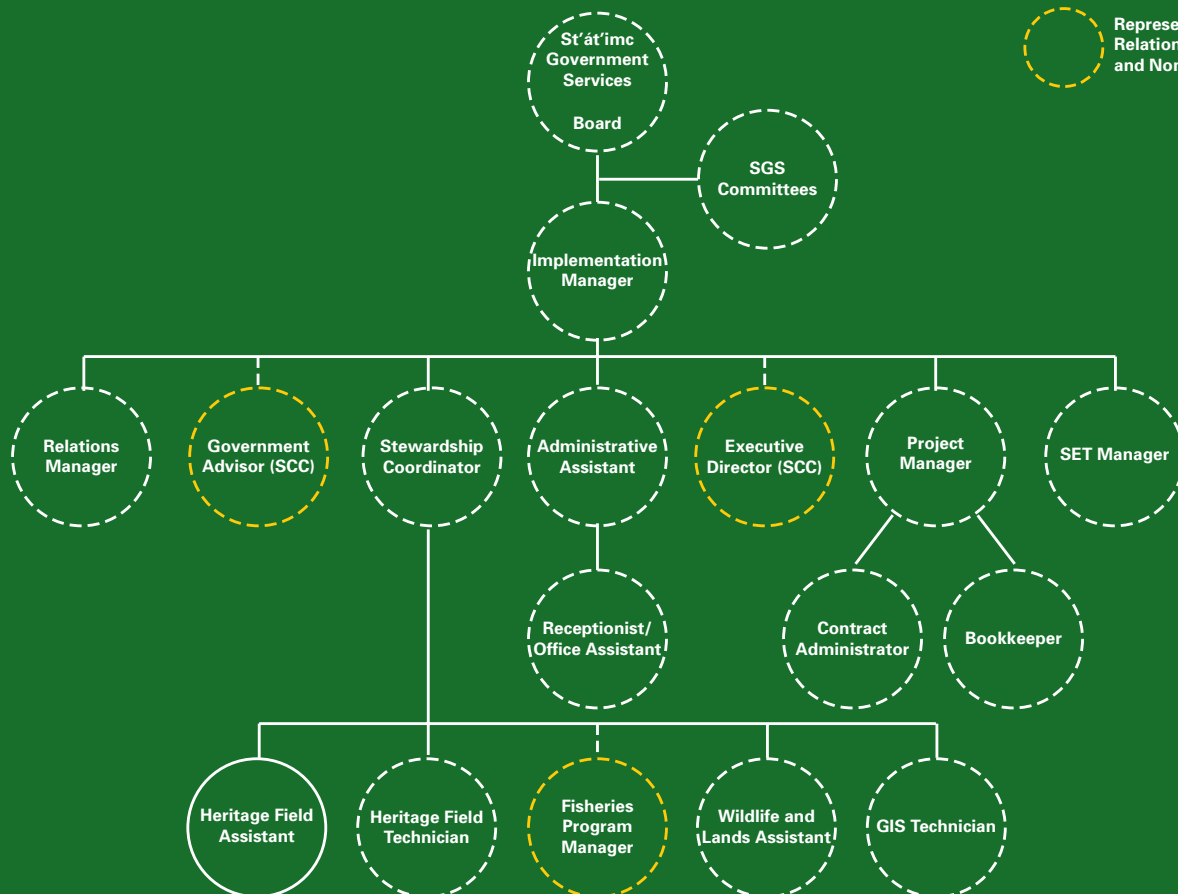 St'át'imc
Government
Services
Board
Relation
and
SGS
Committees
Implementation
Manager
Relations
Manager
Government
Advisor (SCC)
Stewardship
Coordinator
Administrative
Assistant
Executive
Director (SCC)
Project
Manager
SET Manager
Receptionist/
Office Assistant
Contract
Administrator
Bookkeeper
Heritage Field
Assistant
Heritage Field
Technician
Fisheries
Program
Manager
Wildlife and
Lands Assistant
GIS Technician